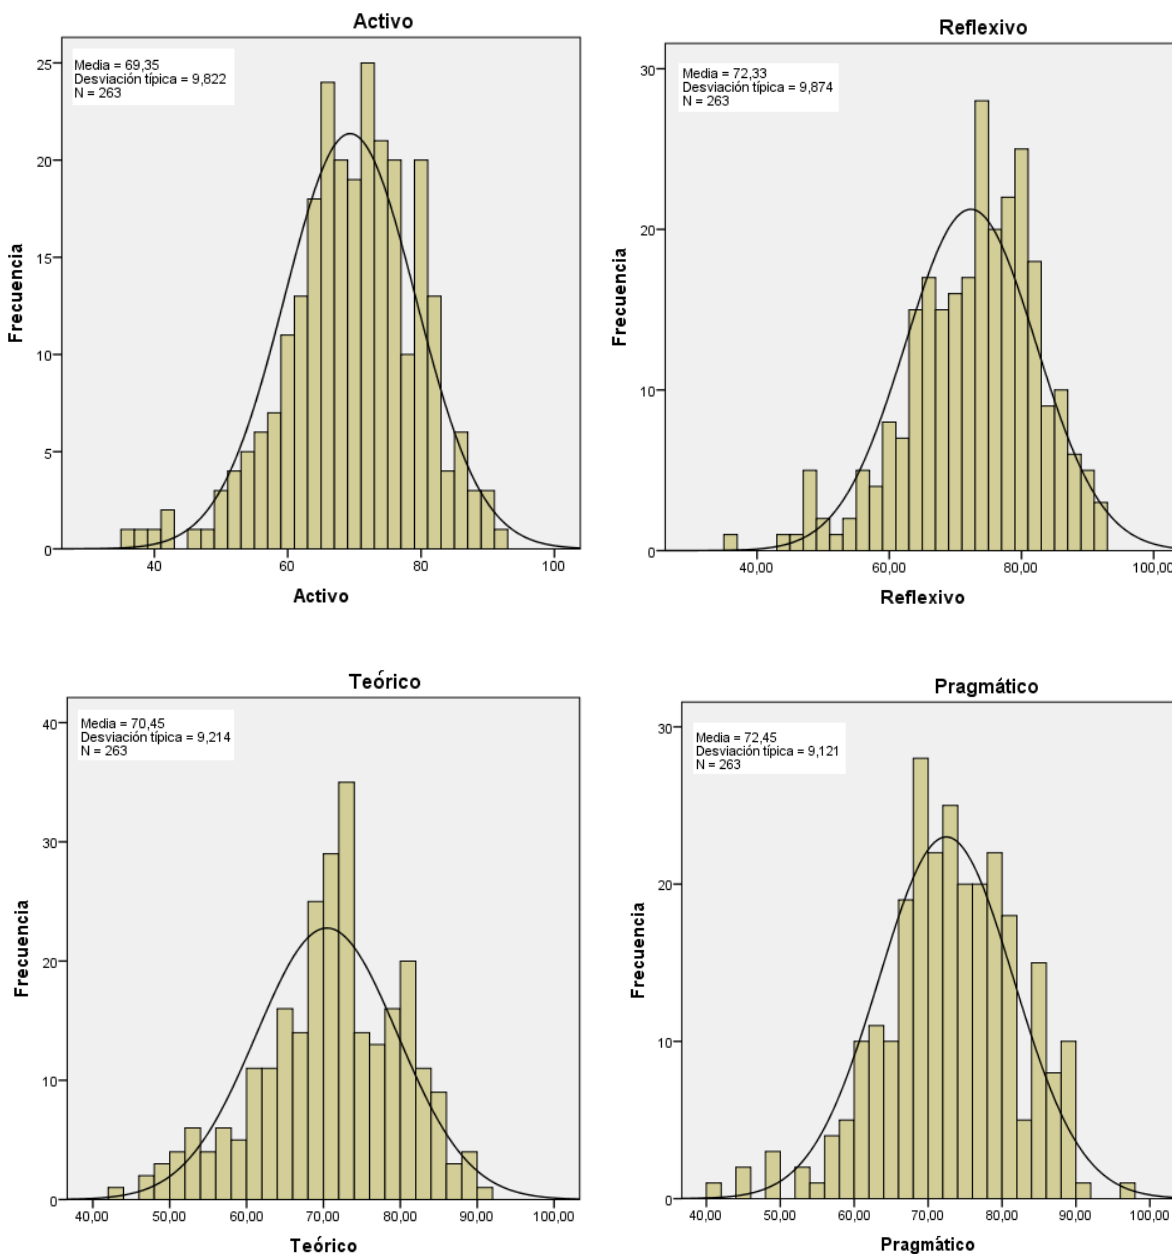 Activo
Media = 69,35
Desviación típica = 9,822
N = 263
25
20
15
10
5
0
Frecuencia
40 60 80 100
Activo
Reflexivo
Media = 72,33
Desviación típica = 9,874
N = 263
30
20
10
0
Frecuencia
40,00 60,00 80,00 100,00
Reflexivo
Teórico
Media = 70,45
Desviación típica = 9,214
N = 263
40
30
20
10
0
Frecuencia
40,00 50,00 60,00 70,00 80,00 90,00 100,00
Teórico
Pragmático
Media = 72,45
Desviación típica = 9,121
N = 263
30
20
10
0
Frecuencia
40,00 50,00 60,00 70,00 80,00 90,00 100,00
Pragmático